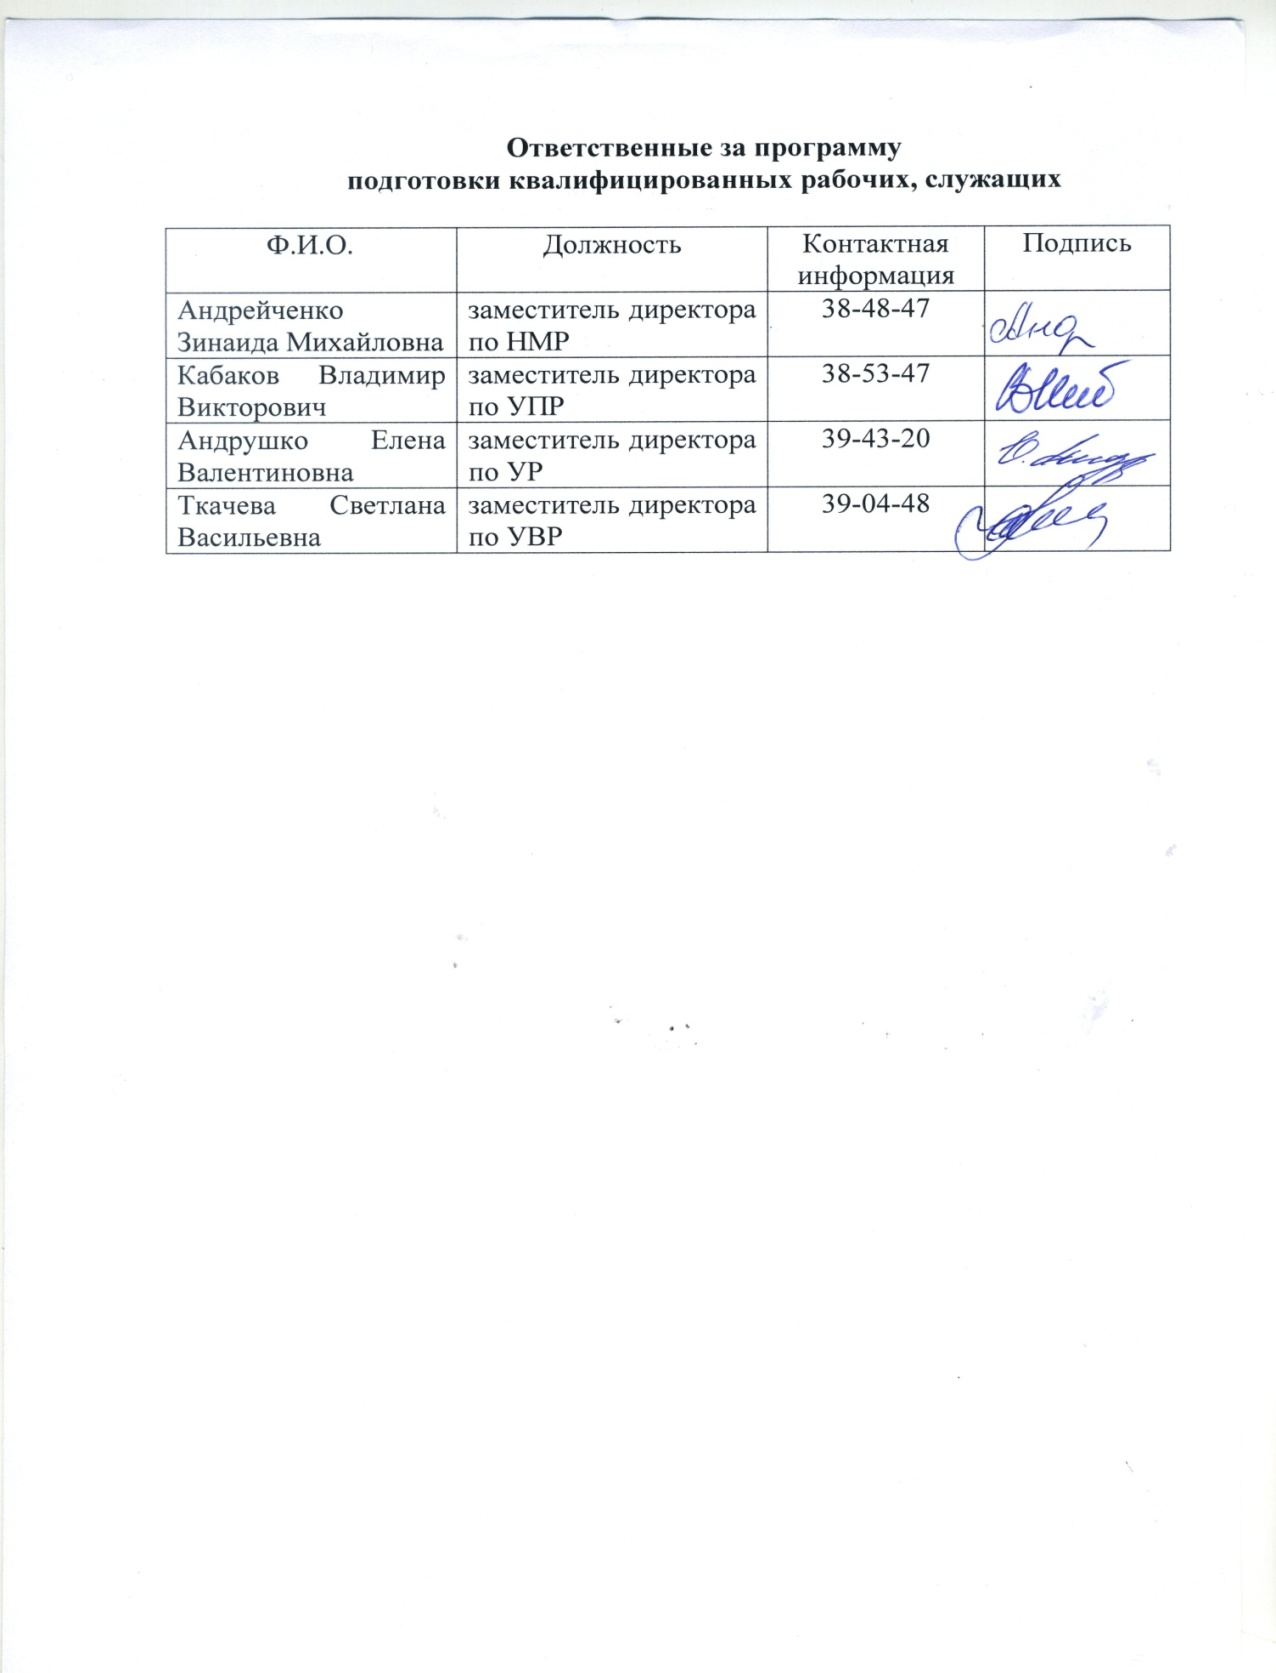 Ответственные за программу
подготовки квалифицированных рабочих, служащих
Ф.И.О. Должность Контактная Подпись
информация
Андрейченко заместитель директора 38-48-47
Зинаида Михайловна по НМР
Кабаков Владимир заместитель директора 38-53-47
Викторович по УПР
Андрушко Елена заместитель директора 39-43-20
Валентиновна по УР
Ткачева Светлана заместитель директора 39-04-48
Васильевна по УВР